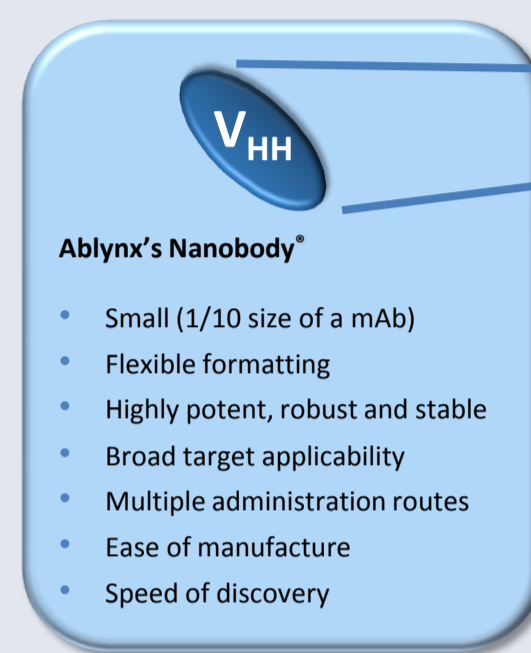 VHH
Ablynx's Nanobody®
• Small (1/10 size of a mAb)
• Flexible formatting
• Highly potent, robust and stable
• Broad target applicability
• Multiple administration routes
• Ease of manufacture
• Speed of discovery